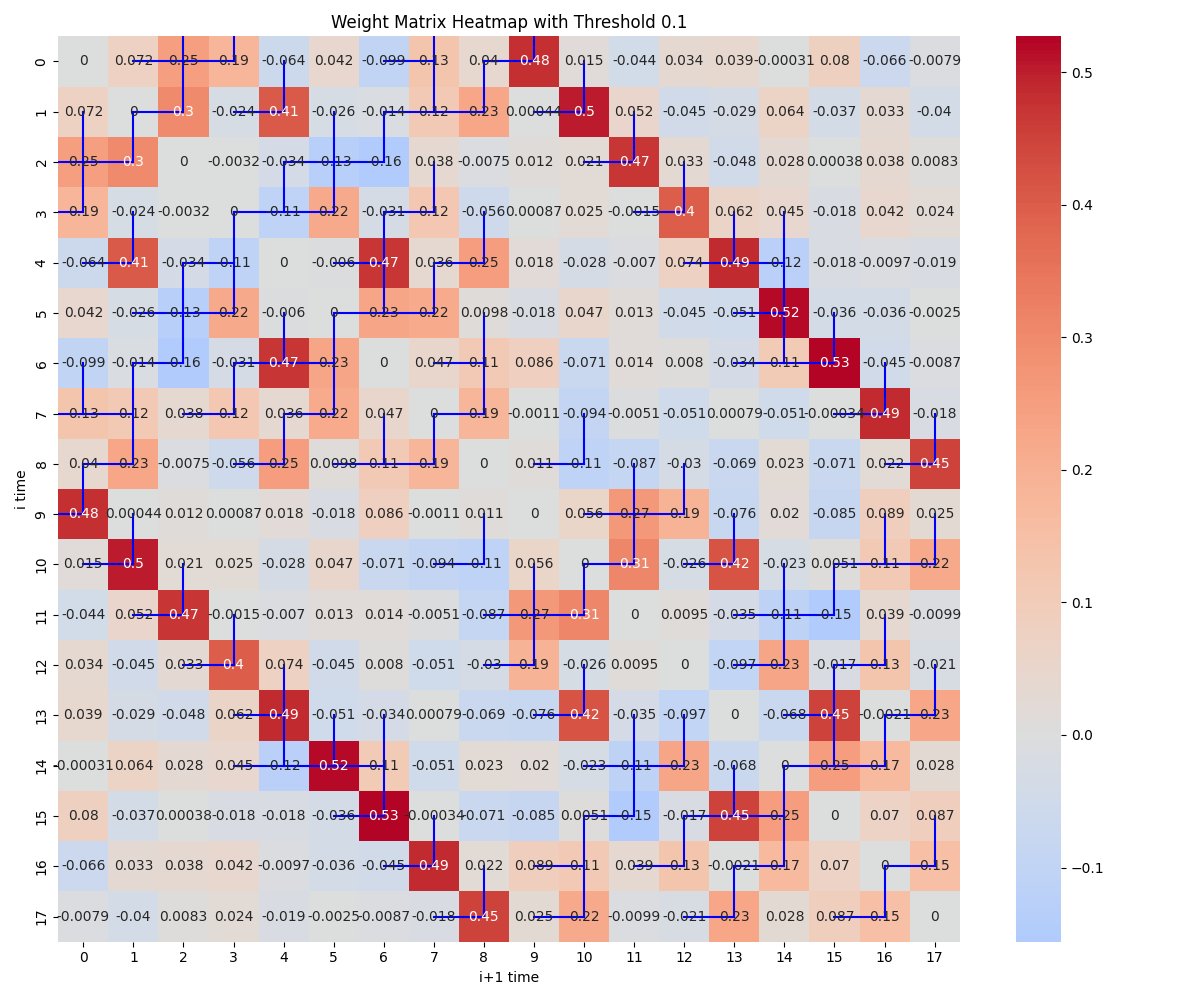 Weight Matrix Heatmap with Threshold 0.1
0 0 0.072 0.25 0.19 -0.064 0.042 -0.099 0.13 0.04 0.48 0.015 -0.044 0.034 0.039 -0.00031 0.08 -0.066 -0.0079
1 0.072 0 0.3 -0.024 0.41 -0.026 -0.014 0.12 0.23 0.00044 0.5 0.052 -0.045 -0.029 0.064 -0.037 0.033 -0.04
2 0.25 0.3 0 -0.0032 -0.034 -0.13 -0.16 0.038 -0.0075 0.012 0.021 0.47 0.033 -0.048 0.028 0.00038 0.038 0.0083
3 0.19 -0.024 -0.0032 0 -0.11 0.22 -0.031 0.12 -0.056 0.00087 0.025 -0.0015 0.4 0.062 0.045 -0.018 0.042 0.024
4 -0.064 0.41 -0.034 -0.11 0 -0.006 0.47 0.036 0.25 0.018 -0.028 -0.007 0.074 0.49 -0.12 -0.018 -0.0097 -0.019
5 0.042 -0.026 -0.13 0.22 -0.006 0 0.23 0.22 0.0098 -0.018 0.047 0.013 -0.045 -0.051 0.52 -0.036 -0.036 -0.0025
6 -0.099 -0.014 -0.16 -0.031 0.47 0.23 0 0.047 0.11 0.086 -0.071 0.014 0.008 -0.034 0.11 0.53 -0.045 -0.0087
7 0.13 0.12 0.038 0.12 0.036 0.22 0.047 0 0.19 -0.0011 -0.094 -0.0051 -0.051 0.00079 -0.051 -0.00034 0.49 -0.018
8 0.04 0.23 -0.0075 -0.056 0.25 0.0098 0.11 0.19 0 0.011 -0.11 -0.087 -0.03 -0.069 0.023 -0.071 0.022 0.45
9 0.48 0.00044 0.012 0.00087 0.018 -0.018 0.086 -0.0011 0.011 0 0.056 0.27 0.19 -0.076 0.02 -0.085 0.089 0.025
10 0.015 0.5 0.021 0.025 -0.028 0.047 -0.071 -0.094 -0.11 0.056 0 0.31 -0.026 0.42 -0.023 0.0051 0.11 0.22
11 -0.044 0.052 0.47 -0.0015 -0.007 0.013 0.014 -0.0051 -0.087 0.27 0.31 0 0.0095 -0.035 -0.11 -0.15 0.039 -0.0099
12 0.034 -0.045 0.033 0.4 0.074 -0.045 0.008 -0.051 -0.03 0.19 -0.026 0.0095 0 -0.097 0.23 -0.017 0.13 -0.021
13 0.039 -0.029 -0.048 0.062 0.49 -0.051 -0.034 0.00079 -0.069 -0.076 0.42 -0.035 -0.097 0 -0.068 0.45 -0.0021 0.23
14 -0.00031 0.064 0.028 0.045 -0.12 0.52 0.11 -0.051 0.023 0.02 -0.023 -0.11 0.23 -0.068 0 0.25 0.17 0.028
15 0.08 -0.037 0.00038 -0.018 -0.018 -0.036 0.53 -0.00034 -0.071 -0.085 0.0051 -0.15 -0.017 0.45 0.25 0 0.07 0.087
16 -0.066 0.033 0.038 0.042 -0.0097 -0.036 -0.045 0.49 0.022 0.089 0.11 0.039 0.13 -0.0021 0.17 0.07 0 0.15
17 -0.0079 -0.04 0.0083 0.024 -0.019 -0.0025 -0.0087 -0.018 0.45 0.025 0.22 -0.0099 -0.021 0.23 0.028 0.087 0.15 0
0 1 2 3 4 5 6 7 8 9 10 11 12 13 14 15 16 17
i+1 time
i time
0.5
0.4
0.3
0.2
0.1
0.0
−0.1